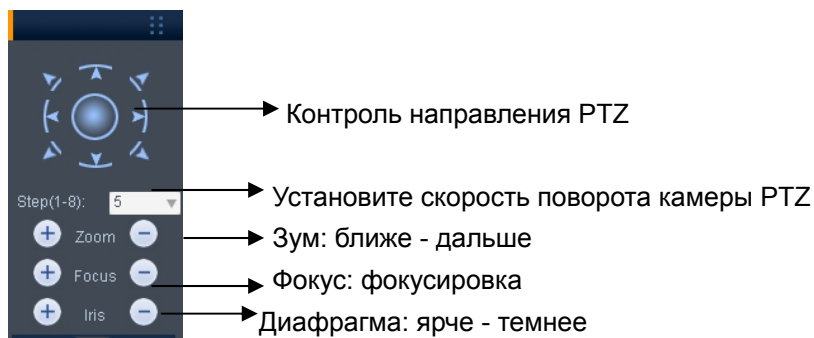 Контроль направления PTZ
Step(1-8): 5
Установите скорость поворота камеры PTZ
+ Zoom −
Зум: ближе - дальше
+ Focus −
Фокус: фокусировка
+ Iris −
Диафрагма: ярче - темнее